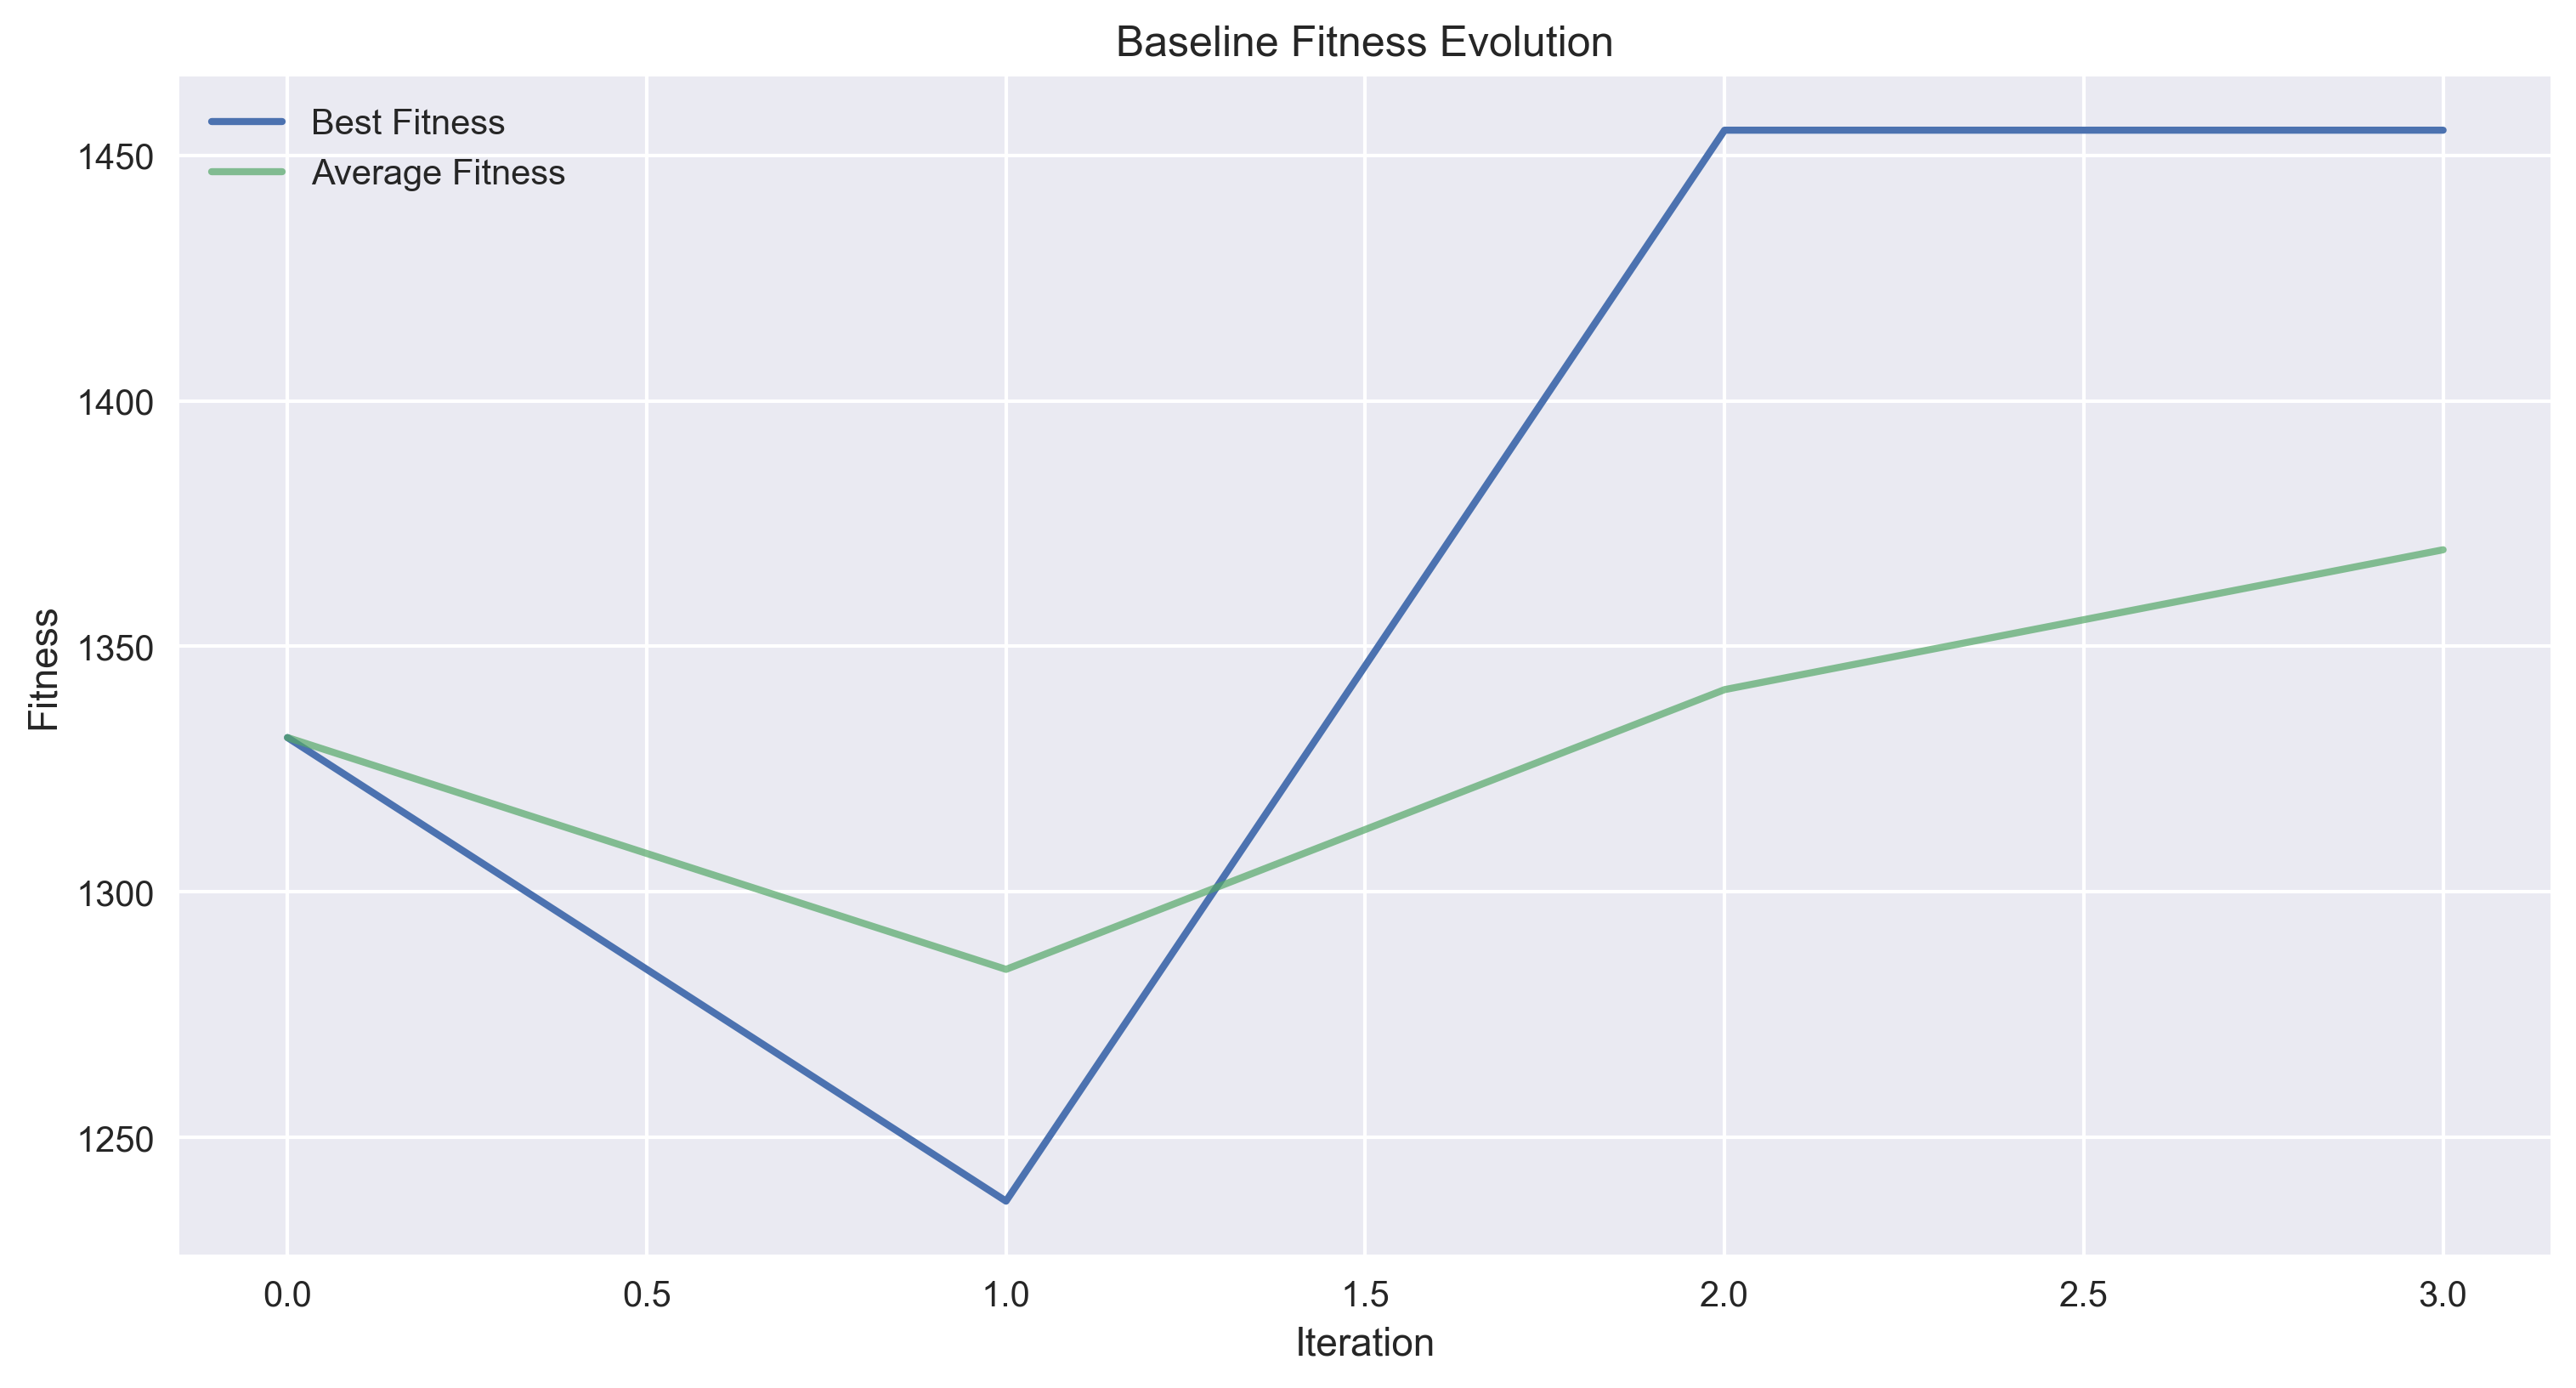 Baseline Fitness Evolution
Best Fitness
Average Fitness
Fitness
1450
1400
1350
1300
1250
0.0 0.5 1.0 1.5 2.0 2.5 3.0
Iteration